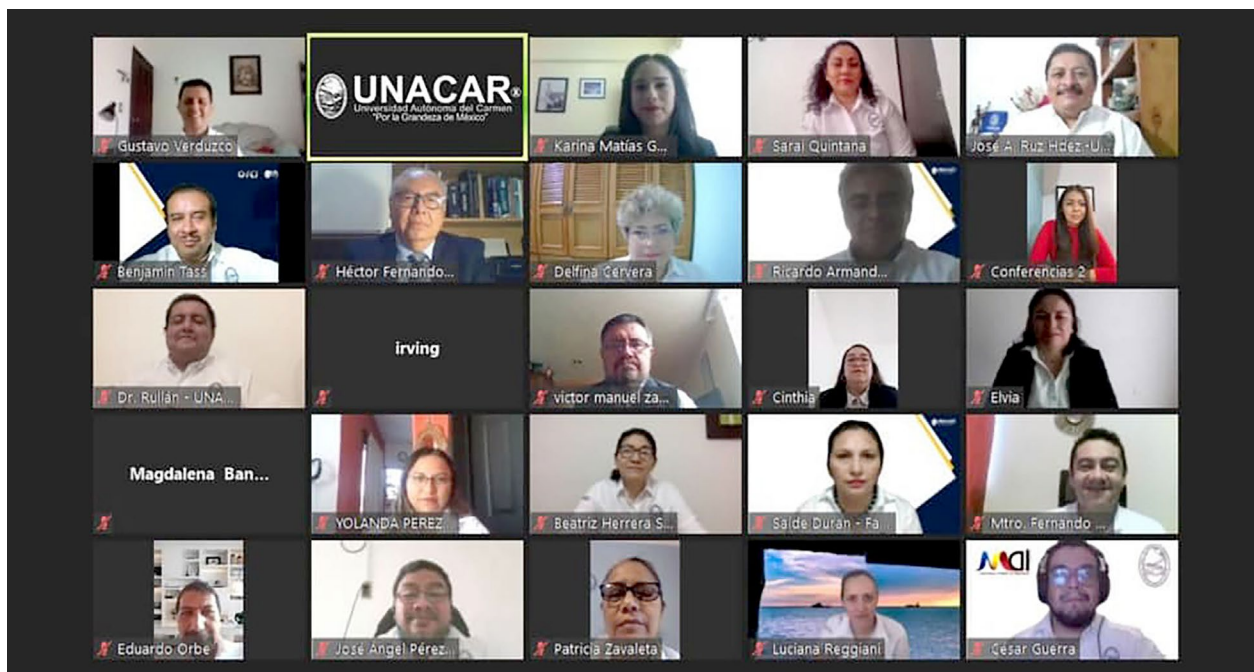 Gustavo Verduzco
UNACAR®
Universidad Autónoma del Carmen
"Por la Grandeza de México"
Karina Matías G...
Sarai Quintana
José A. Ruz Hdez -U...
Benjamin Tass
Héctor Fernando...
Delfina Cervera
Ricardo Armand...
Conferencias 2
Dr. Rullán - UNA...
irving
victor manuel za...
Cinthia
Elvia
Magdalena Ban...
YOLANDA PEREZ...
Beatriz Herrera S...
Saide Duran - Fa...
Mtro. Fernando ...
Eduardo Orbe
José Angel Pérez...
Patricia Zavaleta
Luciana Reggiani
MDI
César Guerra